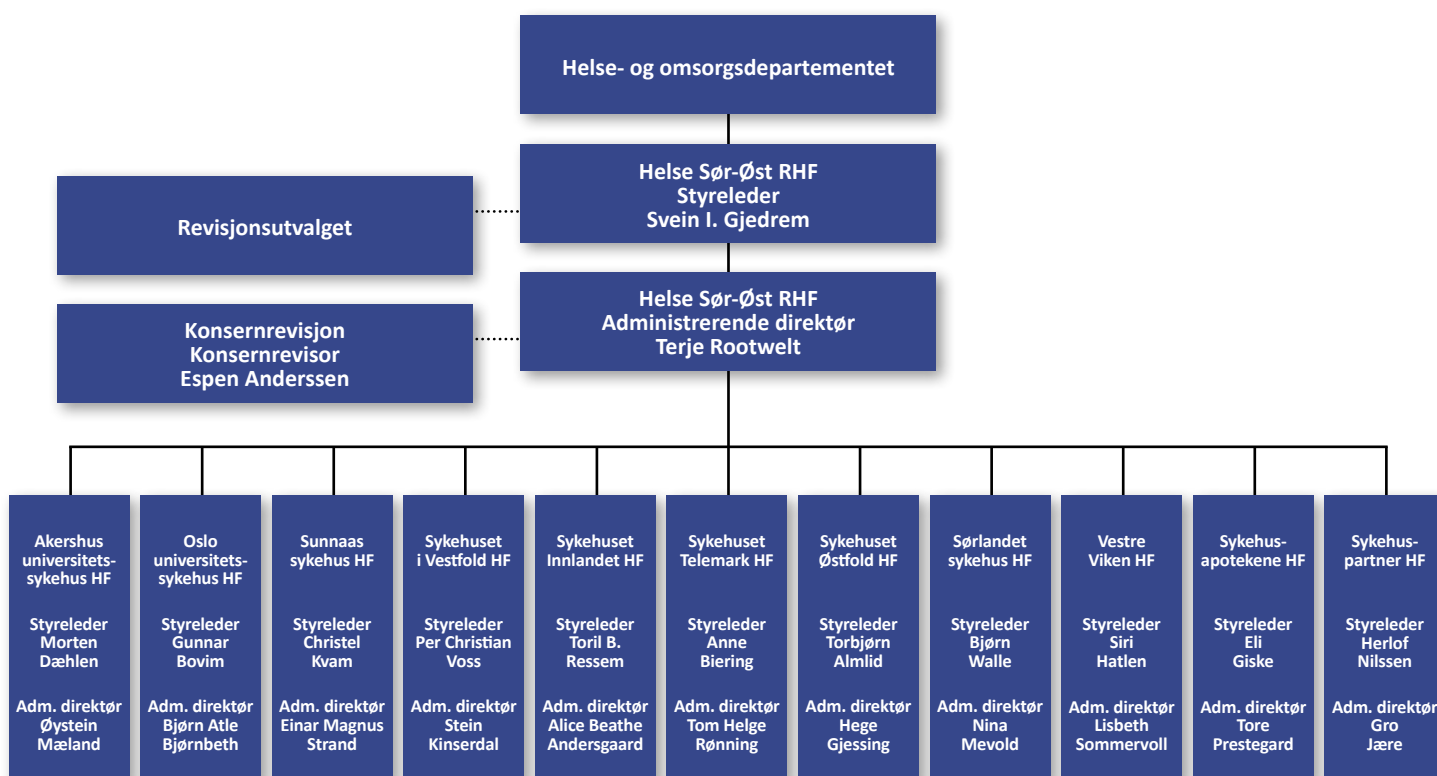 Helse- og omsorgsdepartementet
Helse Sør-Øst RHF
Styreleder
Svein I. Gjedrem
Revisjonsutvalget
Helse Sør-Øst RHF
Administrerende direktør
Terje Rootwelt
Konsernrevisjon
Konsernrevisor
Espen Anderssen
Akershus
universitets-
sykehus HF
Styreleder
Morten
Dæhlen
Adm. direktør
Øystein
Mæland
Oslo
universitets-
sykehus HF
Styreleder
Gunnar
Bovim
Adm. direktør
Bjørn Atle
Bjørnbeth
Sunnaas
sykehus HF
Styreleder
Christel
Kvam
Adm. direktør
Einar Magnus
Strand
Sykehuset
i Vestfold HF
Styreleder
Per Christian
Voss
Adm. direktør
Stein
Kinserdal
Sykehuset
Innlandet HF
Styreleder
Toril B.
Ressem
Adm. direktør
Alice Beathe
Andersgaard
Sykehuset
Telemark HF
Styreleder
Anne
Biering
Adm. direktør
Tom Helge
Rønning
Sykehuset
Østfold HF
Styreleder
Torbjørn
Almlid
Adm. direktør
Hege
Gjessing
Sørlandet
sykehus HF
Styreleder
Bjørn
Walle
Adm. direktør
Nina
Mevold
Vestre
Viken HF
Styreleder
Siri
Hatlen
Adm. direktør
Lisbeth
Sommervoll
Sykehus-
apotekene HF
Styreleder
Eli
Giske
Adm. direktør
Tore
Prestegard
Sykehus-
partner HF
Styreleder
Herlof
Nilssen
Adm. direktør
Gro
Jære